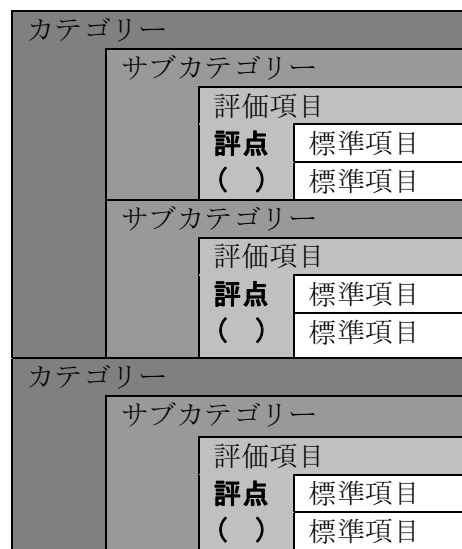 カテゴリー
サブカテゴリー
評価項目
評点 標準項目
( ) 標準項目
サブカテゴリー
評価項目
評点 標準項目
( ) 標準項目
カテゴリー
サブカテゴリー
評価項目
評点 標準項目
( ) 標準項目